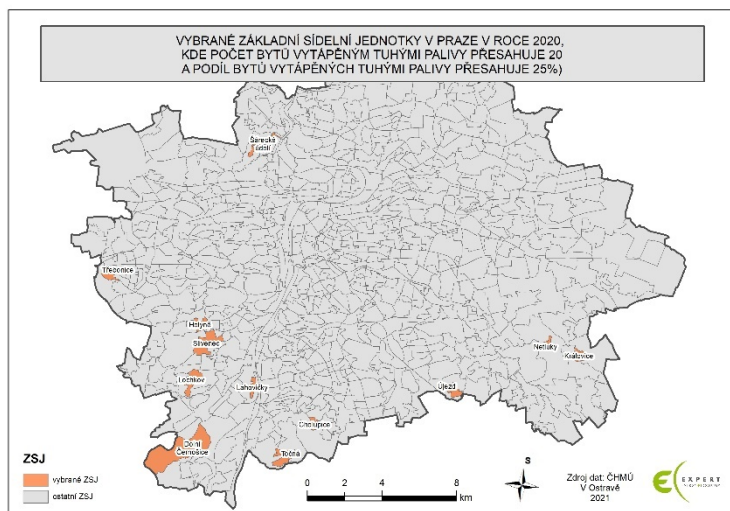 VYBRANÉ ZÁKLADNÍ SÍDELNÍ JEDNOTKY V PRAZE V ROCE 2020,
KDE POČET BYTŮ VYTÁPĚNÝM TUHÝMI PALIVY PŘESAHUJE 20
A PODÍL BYTŮ VYTÁPĚNÝCH TUHÝMI PALIVY PŘESAHUJE 25%)
Šárecké
údolí
Třebonice
Holyně
Slivenec
Netluky
Královice
Lochkov
Lahovičky
Újezd
Cholupice
Dolní
Černošice
Točná
ZSJ
vybrané ZSJ
ostatní ZSJ
0 2 4 8
km
S
Zdroj dat: ČHMÚ
V Ostravě
2021
EXPERT